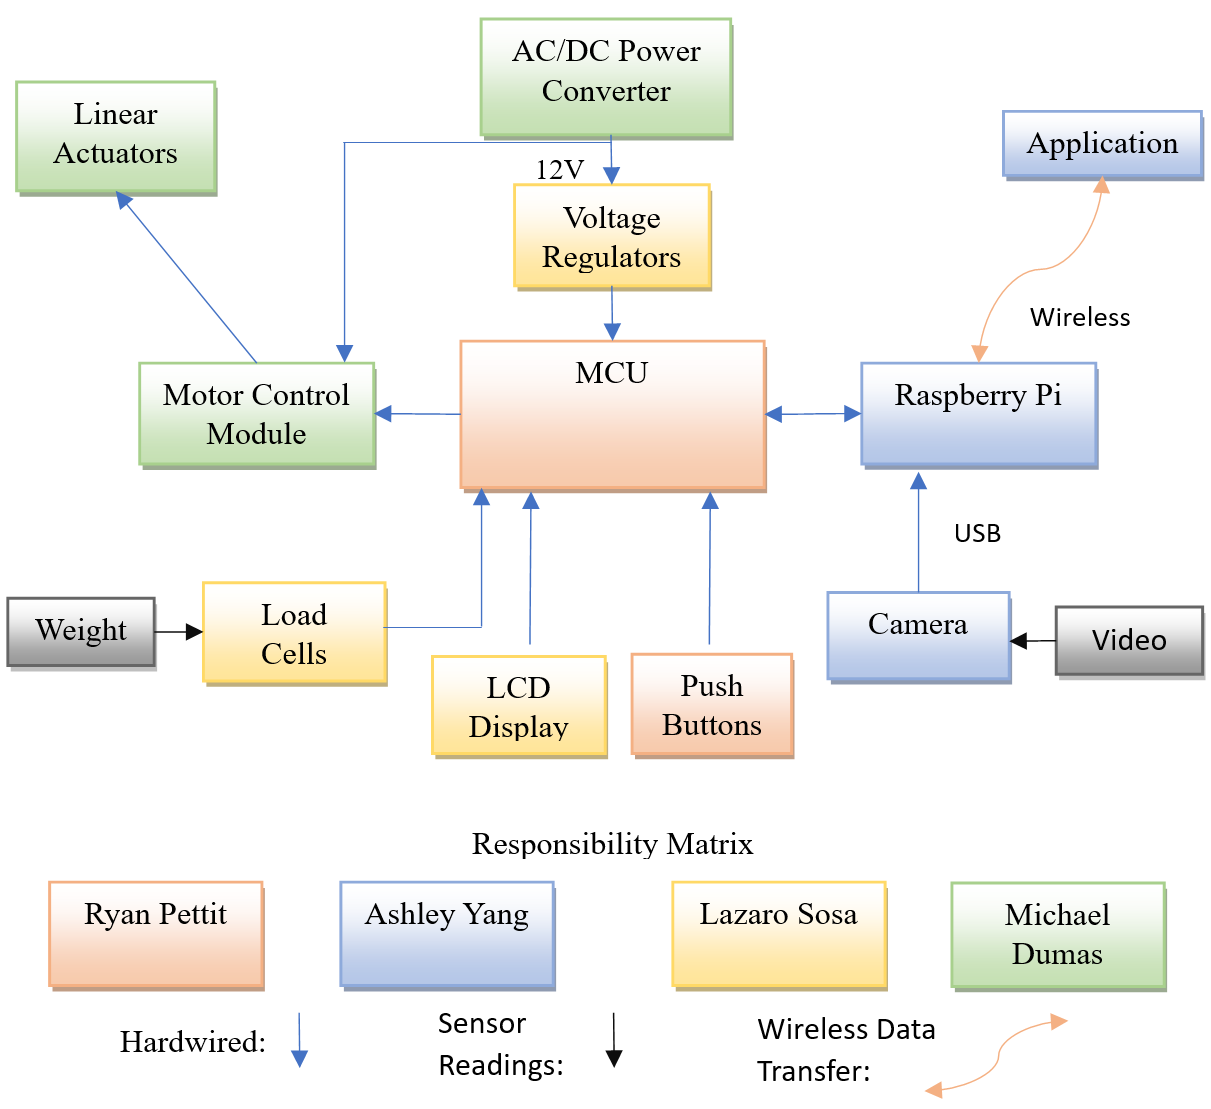 AC/DC Power
Converter
Linear
Actuators
Application
12V
Voltage
Regulators
Wireless
MCU
Motor Control
Module
Raspberry Pi
USB
Weight
Load
Cells
Camera
Video
LCD
Display
Push
Buttons
Responsibility Matrix
Ryan Pettit
Ashley Yang
Lazaro Sosa
Michael
Dumas
Hardwired:
Sensor
Readings:
Wireless Data
Transfer: